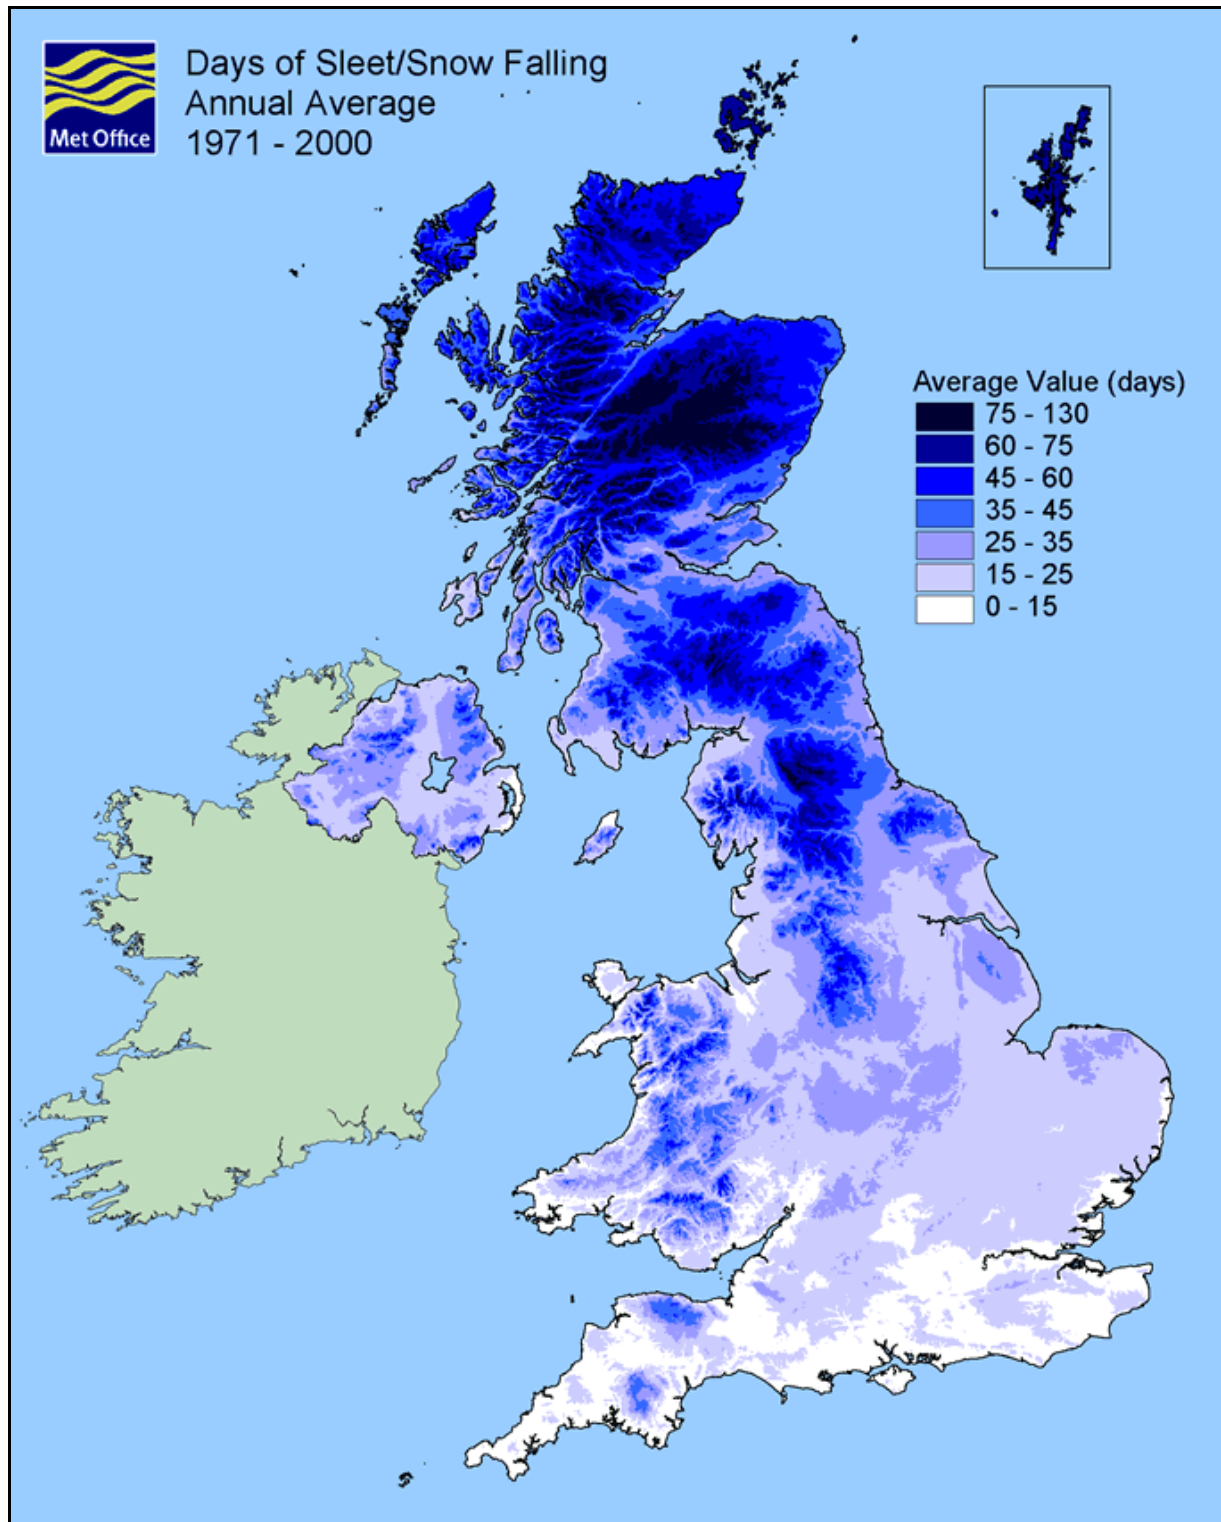 Met Office
Days of Sleet/Snow Falling
Annual Average
1971 - 2000
Average Value (days)
75 - 130
60 - 75
45 - 60
35 - 45
25 - 35
15 - 25
0 - 15